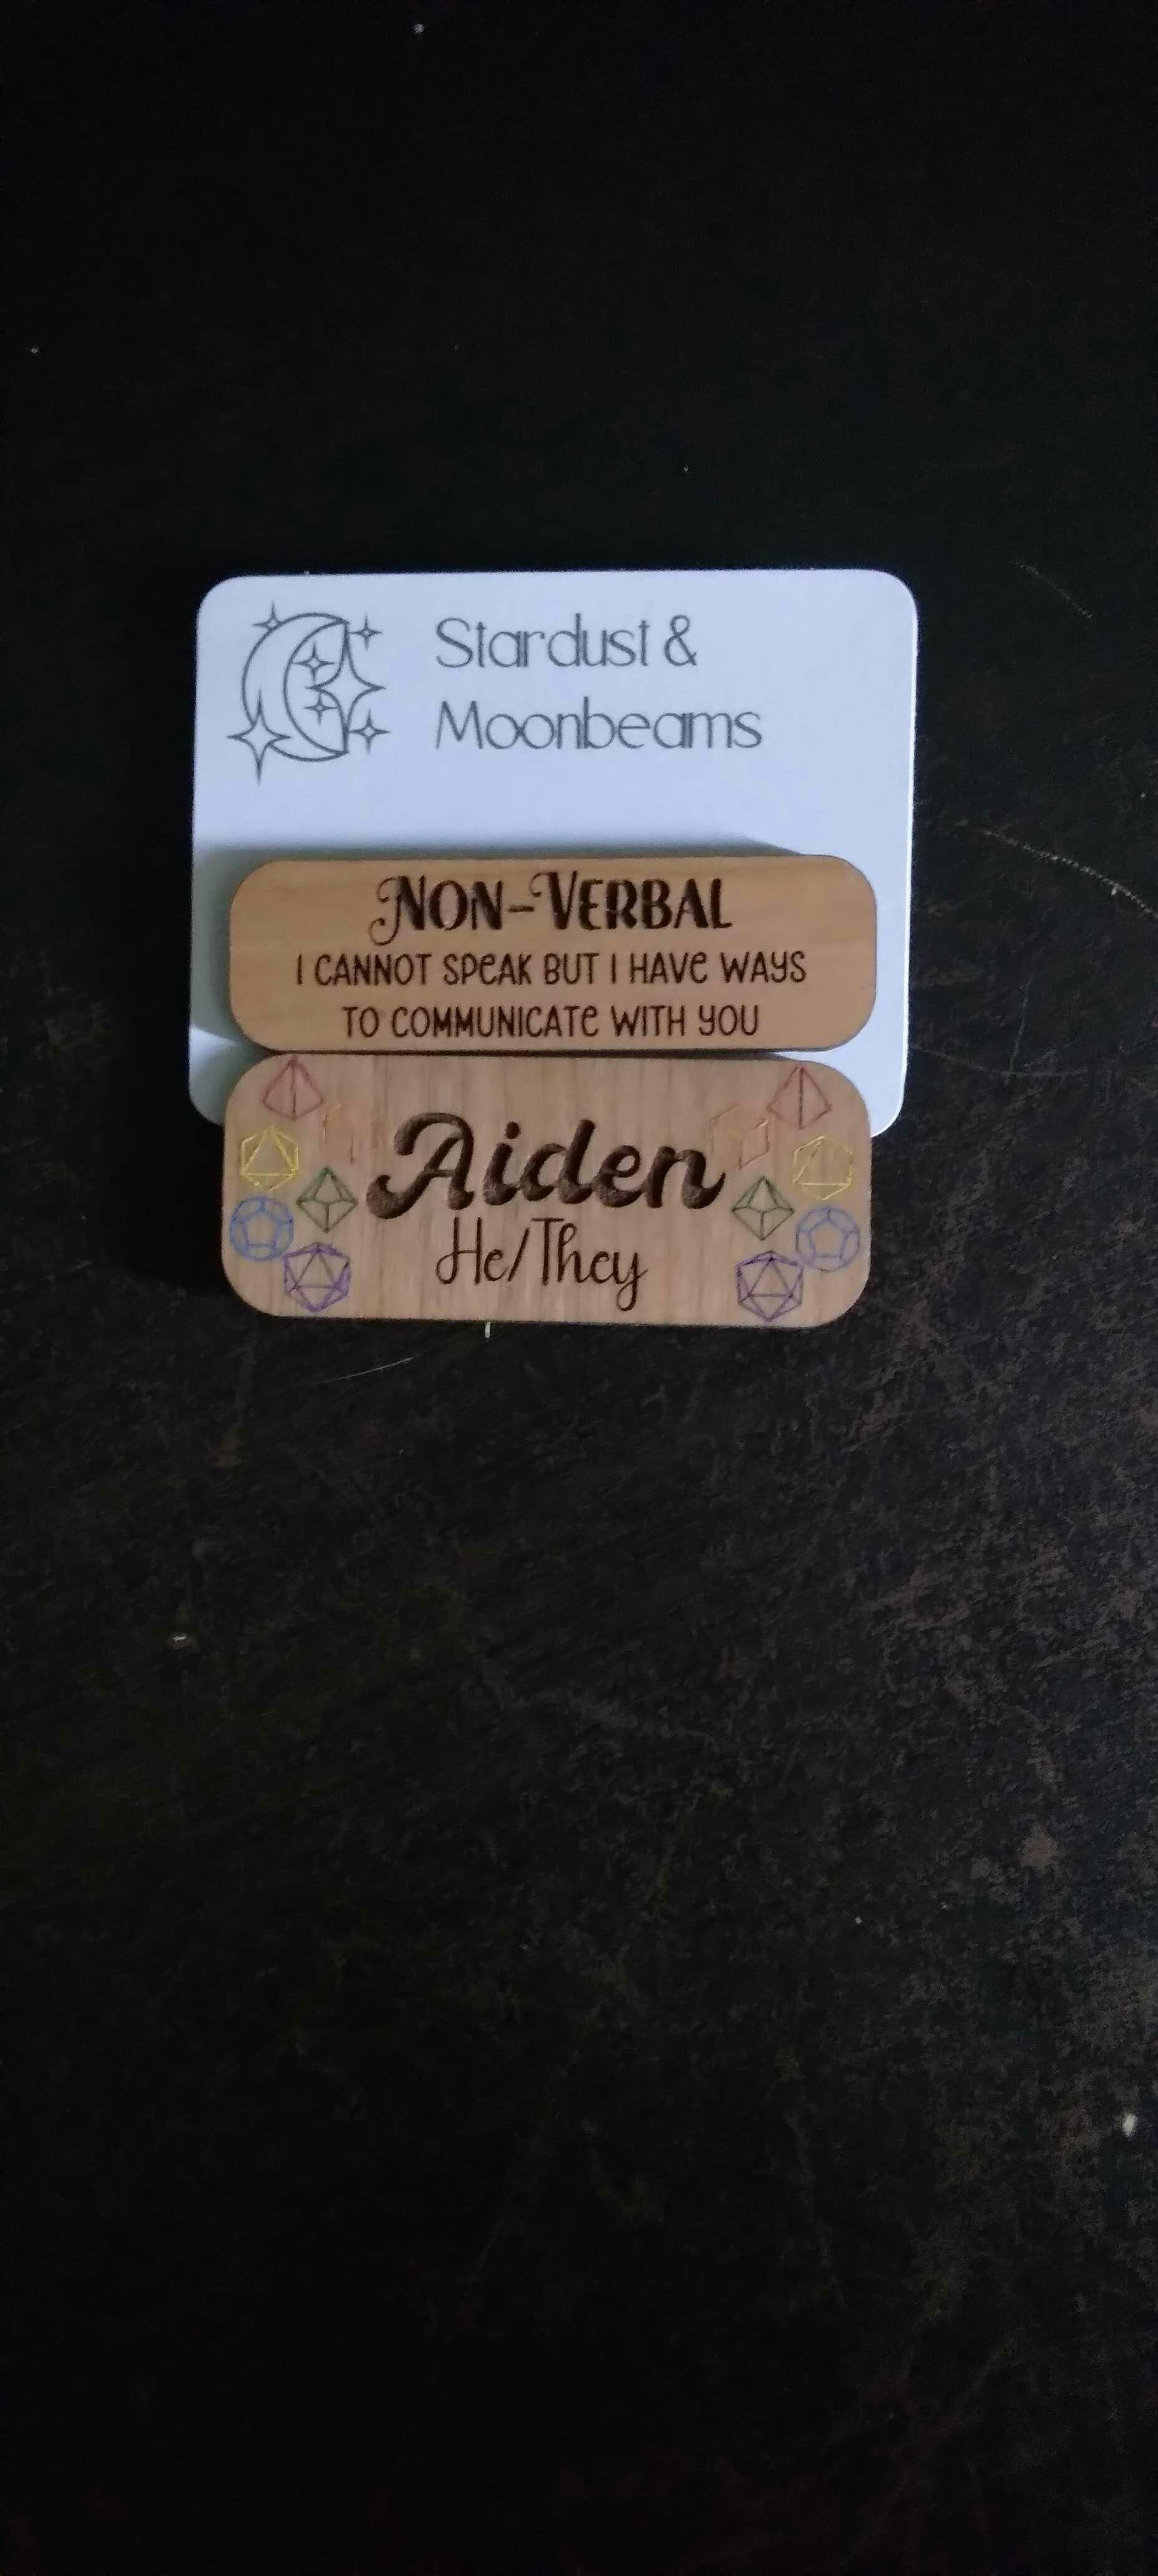 Stardust &
Moonbeams
NON-VERBAL
I CANNOT SPEAK BUT I HAVE WAYS
TO COMMUNICATE WITH YOU
Aiden
He/They